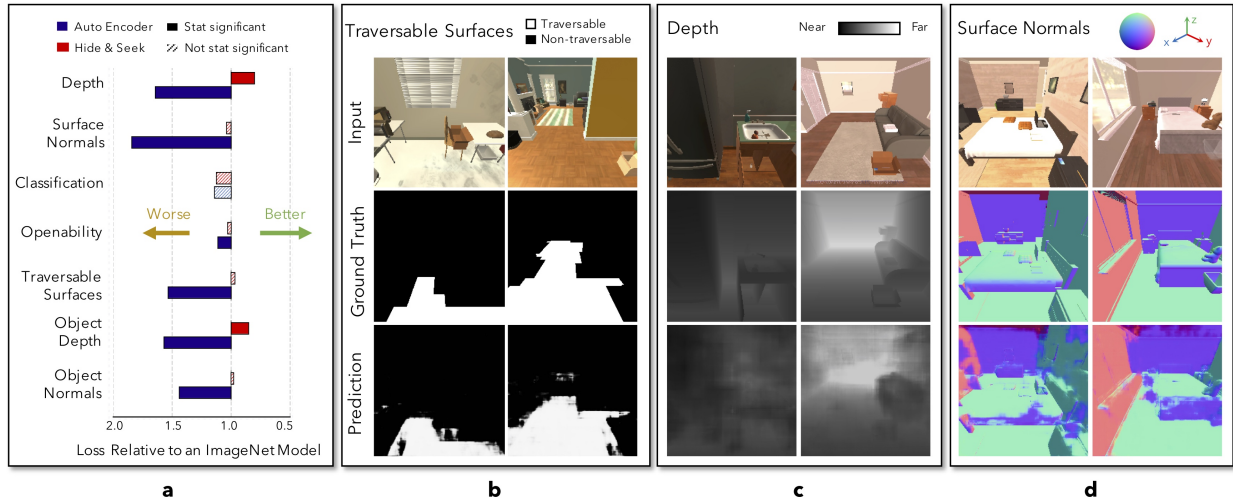 Auto Encoder
Stat significant
Hide & Seek
Not stat significant
Depth
Surface
Normals
Classification
Worse
Better
Openability
Traversable
Surfaces
Object
Depth
Object
Normals
2.0 1.5 1.0 0.5
Loss Relative to an ImageNet Model
a
Traversable Surfaces
Traversable
Non-traversable
Input
Ground Truth
Prediction
b
Depth
Near
Far
c
Surface Normals
z
x
y
d